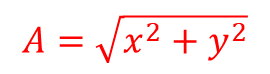 A = √(x² + y²)